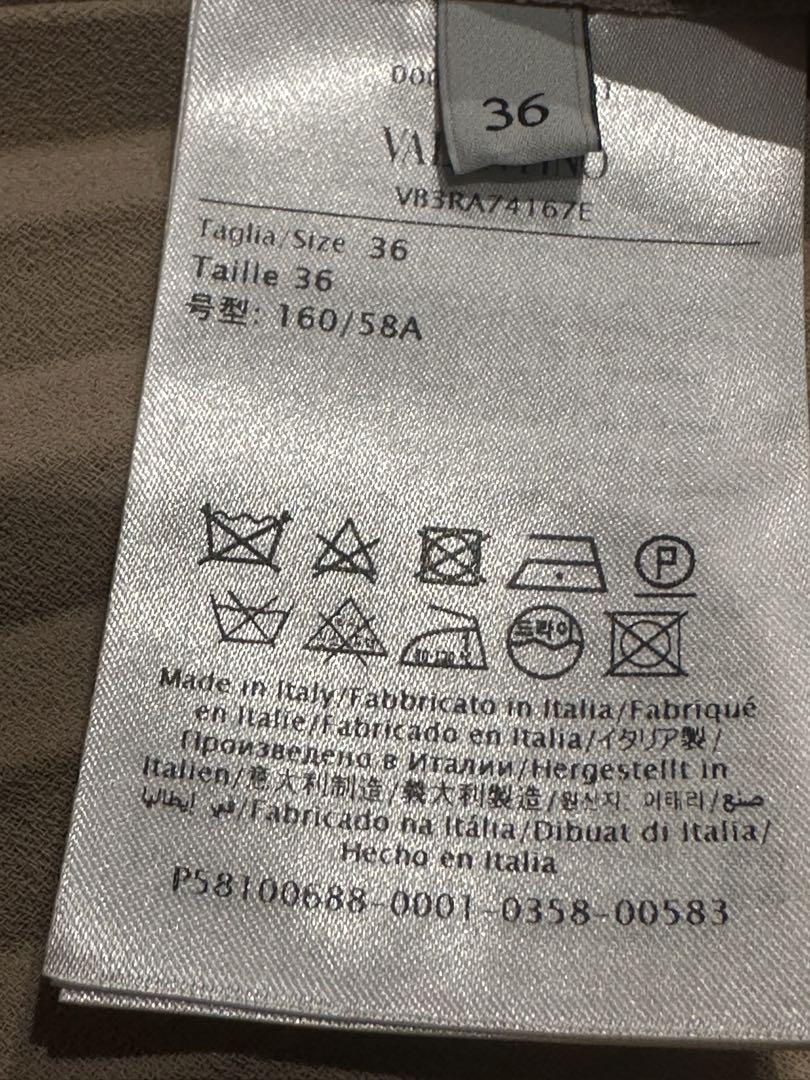 36
VB3RA74167E
Taglia/Size 36
Taille 36
号型: 160/58A
P
드라이
Made in Italy/Fabbricato in Italia/Fabriqué
en Italie/Fabricado en Italia/イタリア製/
Произведено в Италии/Hergestellt in
Italien/意大利制造/義大利製造/원산지: 이태리/صنع
في إيطاليا/Fabricado na Itália/Dibuat di Italia/
Hecho en Italia
P58100688-0001-0358-00583